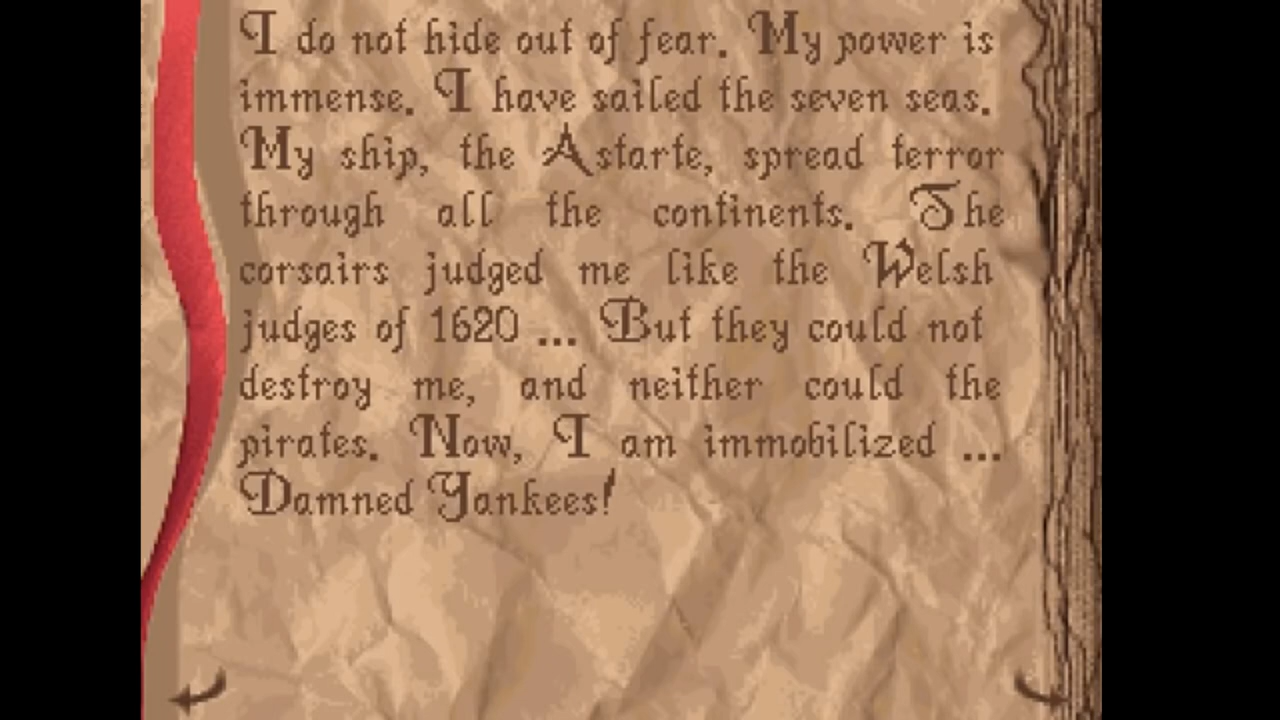 I do not hide out of fear. My power is
immense. I have sailed the seven seas.
My ship, the Astarte, spread terror
through all the continents. The
corsairs judged me like the Welsh
judges of 1620 ... But they could not
destroy me, and neither could the
pirates. Now, I am immobilized ...
Damned Yankees!